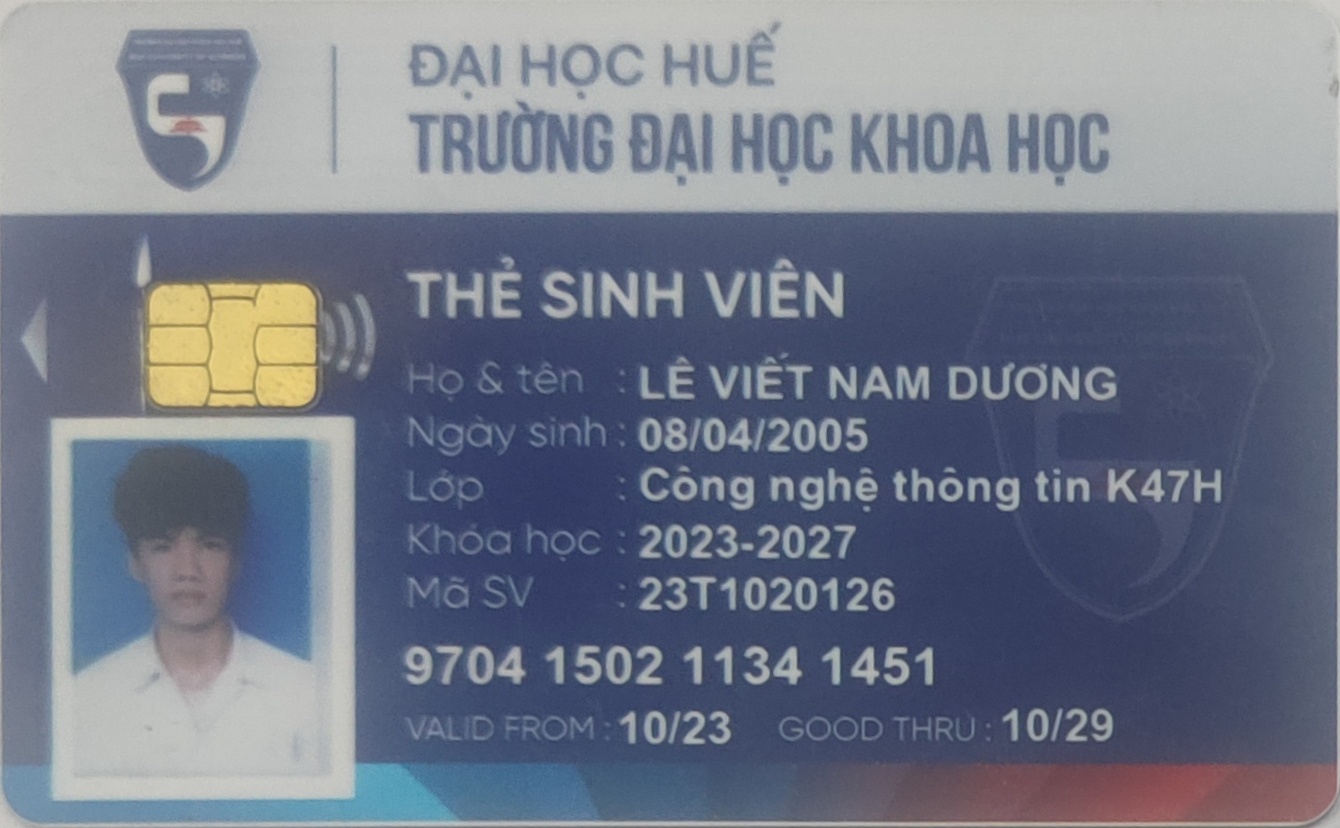 ĐẠI HỌC HUẾ
TRƯỜNG ĐẠI HỌC KHOA HỌC
THẺ SINH VIÊN
Họ & tên : LÊ VIẾT NAM DƯƠNG
Ngày sinh : 08/04/2005
Lớp : Công nghệ thông tin K47H
Khóa học : 2023-2027
Mã SV : 23T1020126
9704 1502 1134 1451
VALID FROM : 10/23 GOOD THRU : 10/29